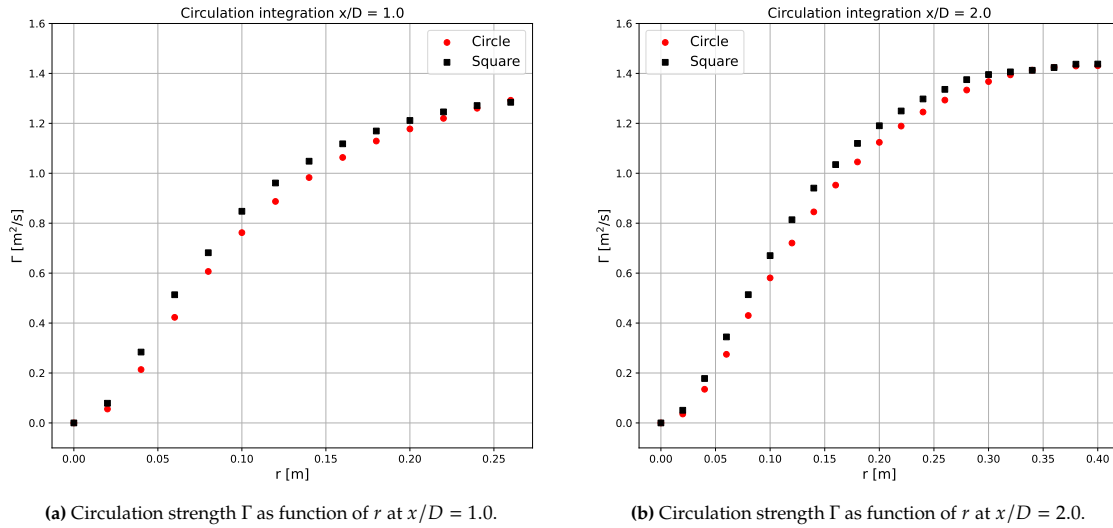 Circulation integration x/D = 1.0
Γ [m²/s]
1.6
1.4
1.2
1.0
0.8
0.6
0.4
0.2
0.0
Circle
Square
0.00 0.05 0.10 0.15 0.20 0.25
r [m]
(a) Circulation strength Γ as function of r at x/D = 1.0.
Circulation integration x/D = 2.0
Γ [m²/s]
1.6
1.4
1.2
1.0
0.8
0.6
0.4
0.2
0.0
Circle
Square
0.00 0.05 0.10 0.15 0.20 0.25 0.30 0.35 0.40
r [m]
(b) Circulation strength Γ as function of r at x/D = 2.0.